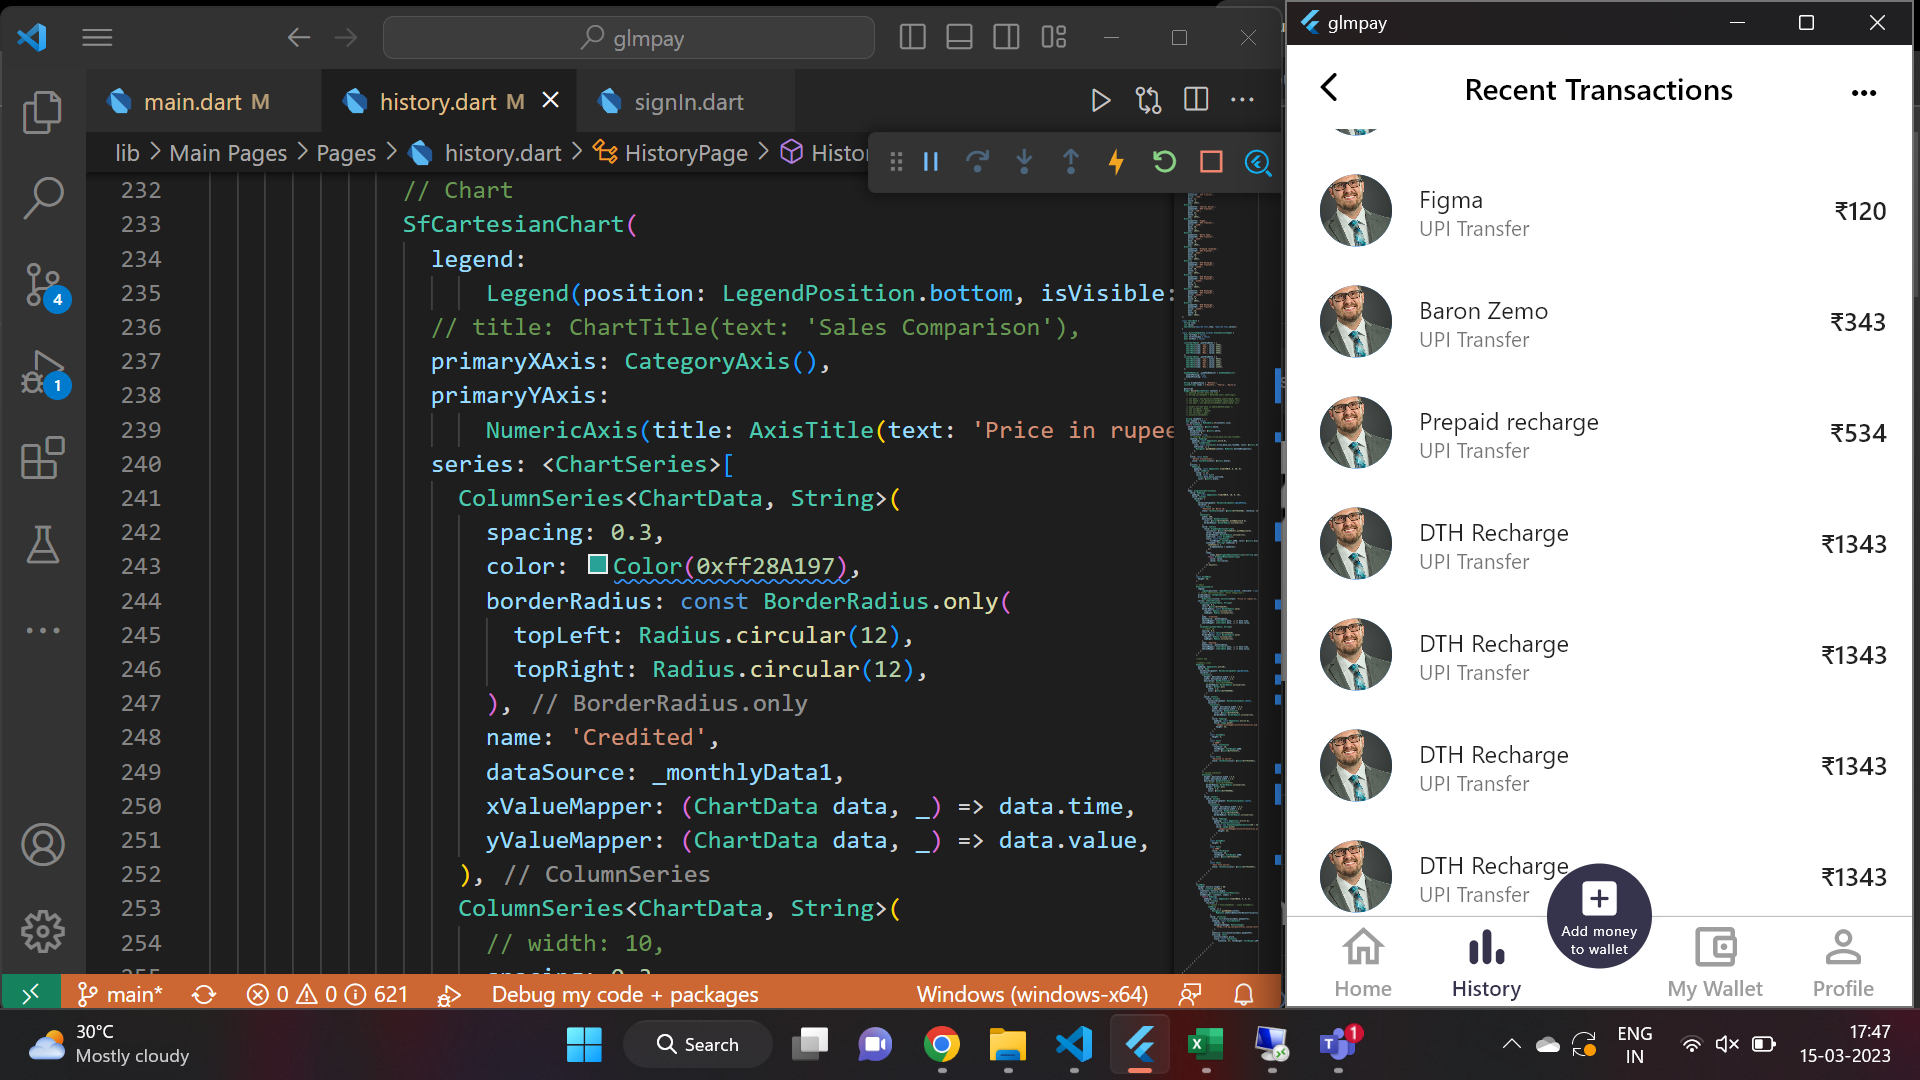 glmpay
main.dart M
history.dart M
signIn.dart
lib > Main Pages > Pages > history.dart > HistoryPage >
232 // Chart
233 SfCartesianChart(
234 legend:
235 Legend(position: LegendPosition.bottom, isVisible:
236 // title: ChartTitle(text: 'Sales Comparison'),
237 primaryXAxis: CategoryAxis(),
238 primaryYAxis:
239 NumericAxis(title: AxisTitle(text: 'Price in rupee
240 series: <ChartSeries>[
241 ColumnSeries<ChartData, String>(
242 spacing: 0.3,
243 color: Color(0xff28A197),
244 borderRadius: const BorderRadius.only(
245 topLeft: Radius.circular(12),
246 topRight: Radius.circular(12),
247 ), // BorderRadius.only
248 name: 'Credited',
249 dataSource: _monthlyData1,
250 xValueMapper: (ChartData data, _) => data.time,
251 yValueMapper: (ChartData data, _) => data.value,
252 ), // ColumnSeries
253 ColumnSeries<ChartData, String>(
254 // width: 10,
4
1
main* 0 0 621 Debug my code + packages Windows (windows-x64)
glmpay
Recent Transactions
Figma
UPI Transfer
₹120
Baron Zemo
UPI Transfer
₹343
Prepaid recharge
UPI Transfer
₹534
DTH Recharge
UPI Transfer
₹1343
DTH Recharge
UPI Transfer
₹1343
DTH Recharge
UPI Transfer
₹1343
DTH Recharge
UPI Transfer
₹1343
Add money
to wallet
Home
History
My Wallet
Profile
30°C
Mostly cloudy
Search
1
ENG
IN
17:47
15-03-2023